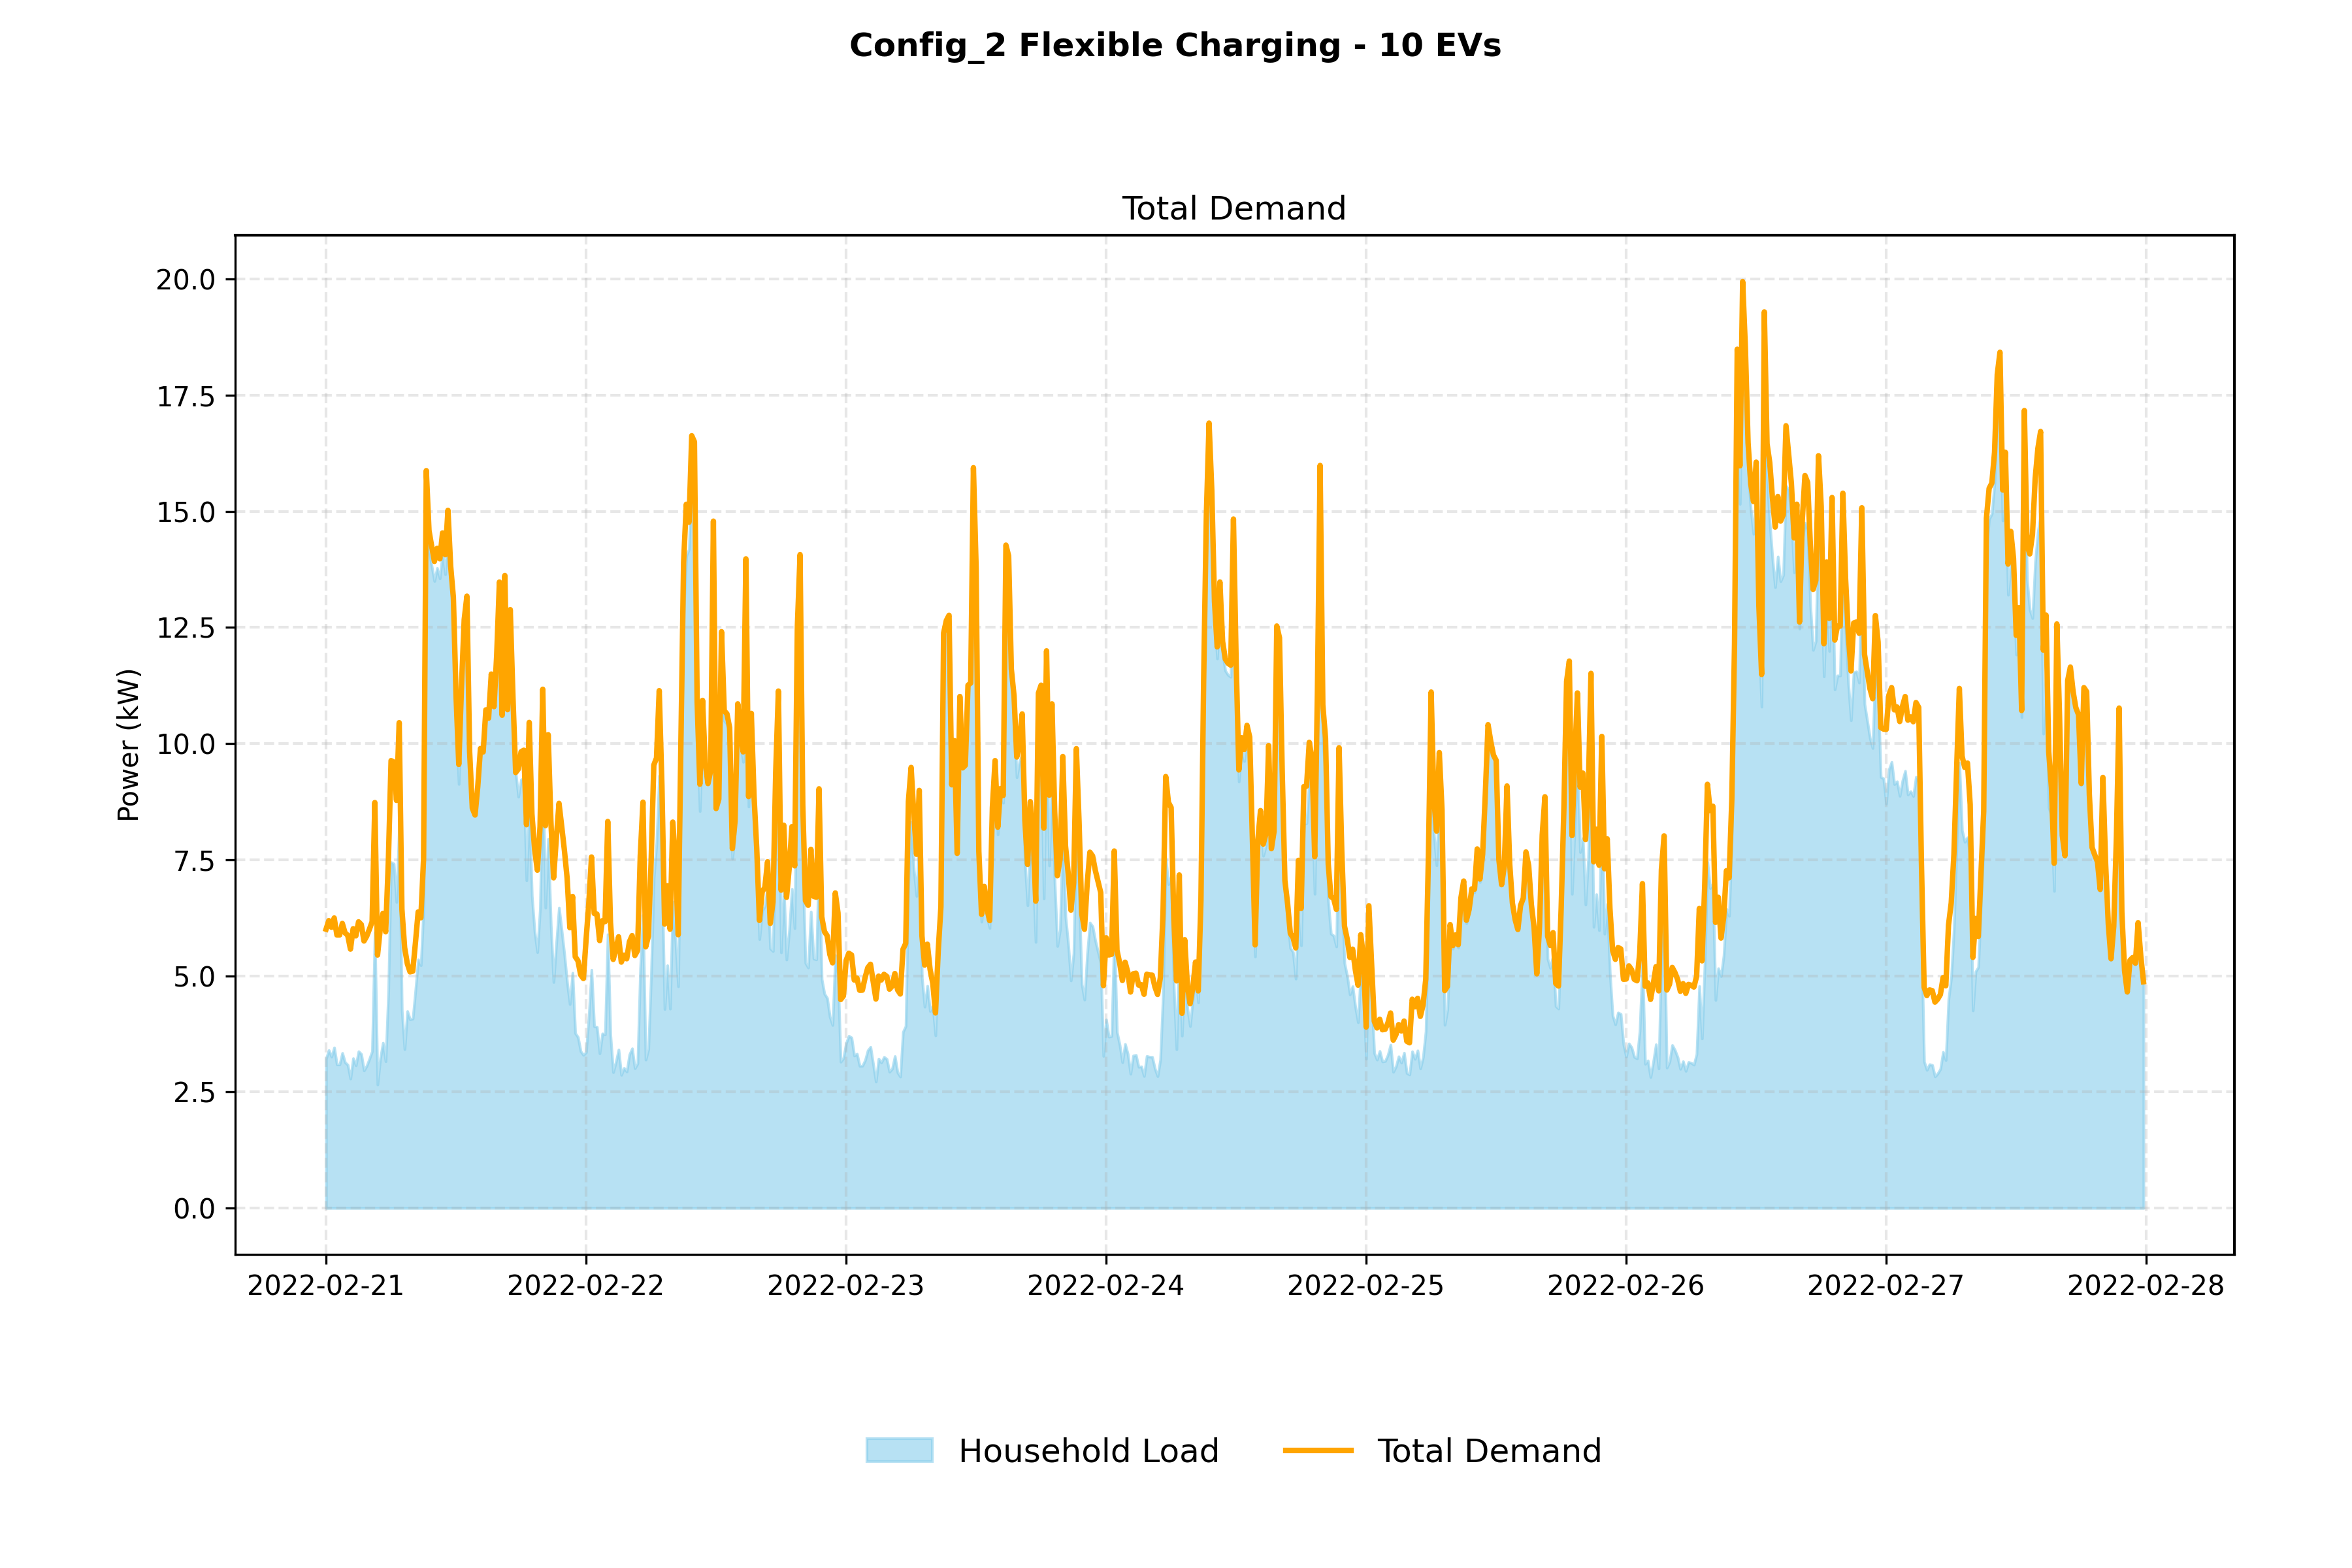 Config_2 Flexible Charging - 10 EVs
Total Demand
Power (kW)
20.0
17.5
15.0
12.5
10.0
7.5
5.0
2.5
0.0
2022-02-21 2022-02-22 2022-02-23 2022-02-24 2022-02-25 2022-02-26 2022-02-27 2022-02-28
Household Load Total Demand